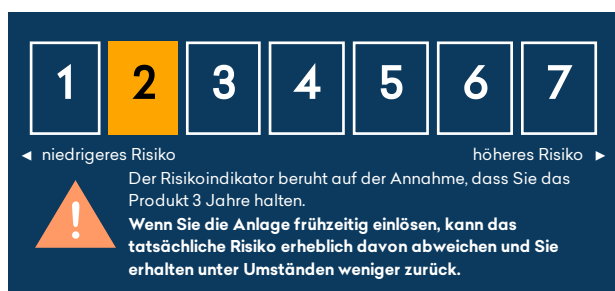 1 2 3 4 5 6 7
◄ niedrigeres Risiko höheres Risiko ►
Der Risikoindikator beruht auf der Annahme, dass Sie das
Produkt 3 Jahre halten.
Wenn Sie die Anlage frühzeitig einlösen, kann das
tatsächliche Risiko erheblich davon abweichen und Sie
erhalten unter Umständen weniger zurück.